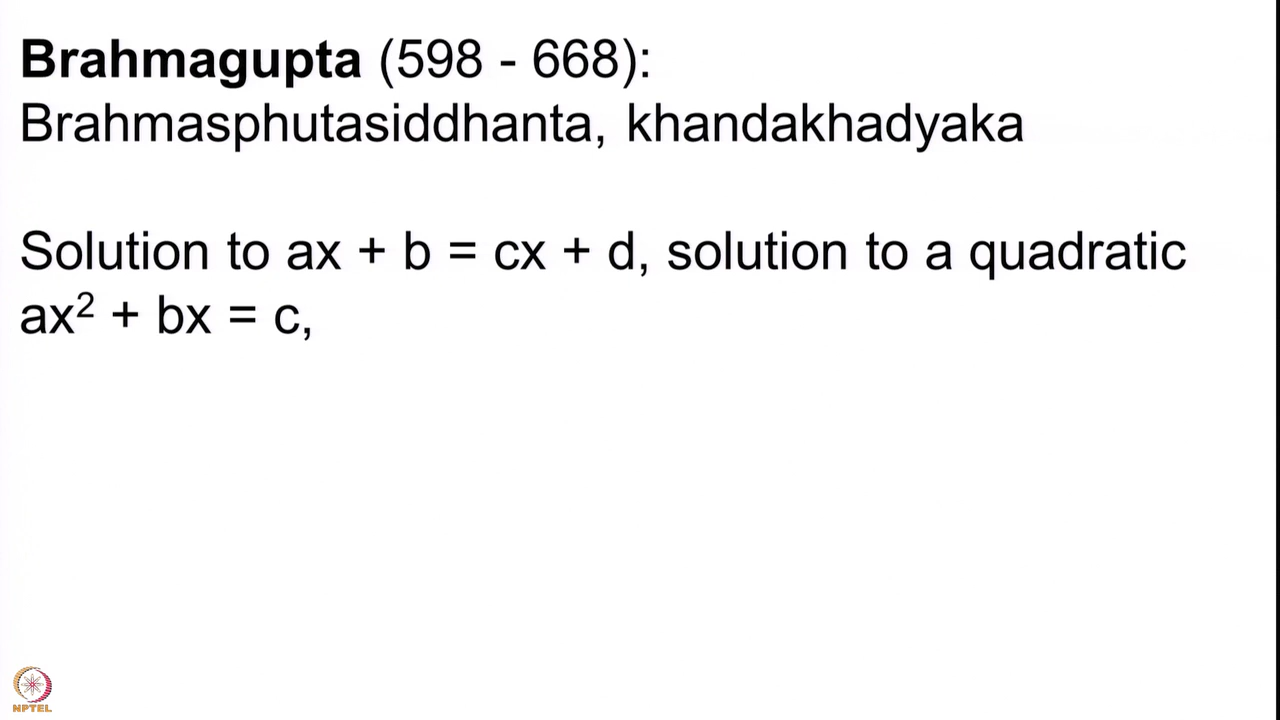 Brahmagupta (598 - 668):
Brahmasphutasiddhanta, khandakhadyaka
Solution to ax + b = cx + d, solution to a quadratic
ax² + bx = c,
NPTEL